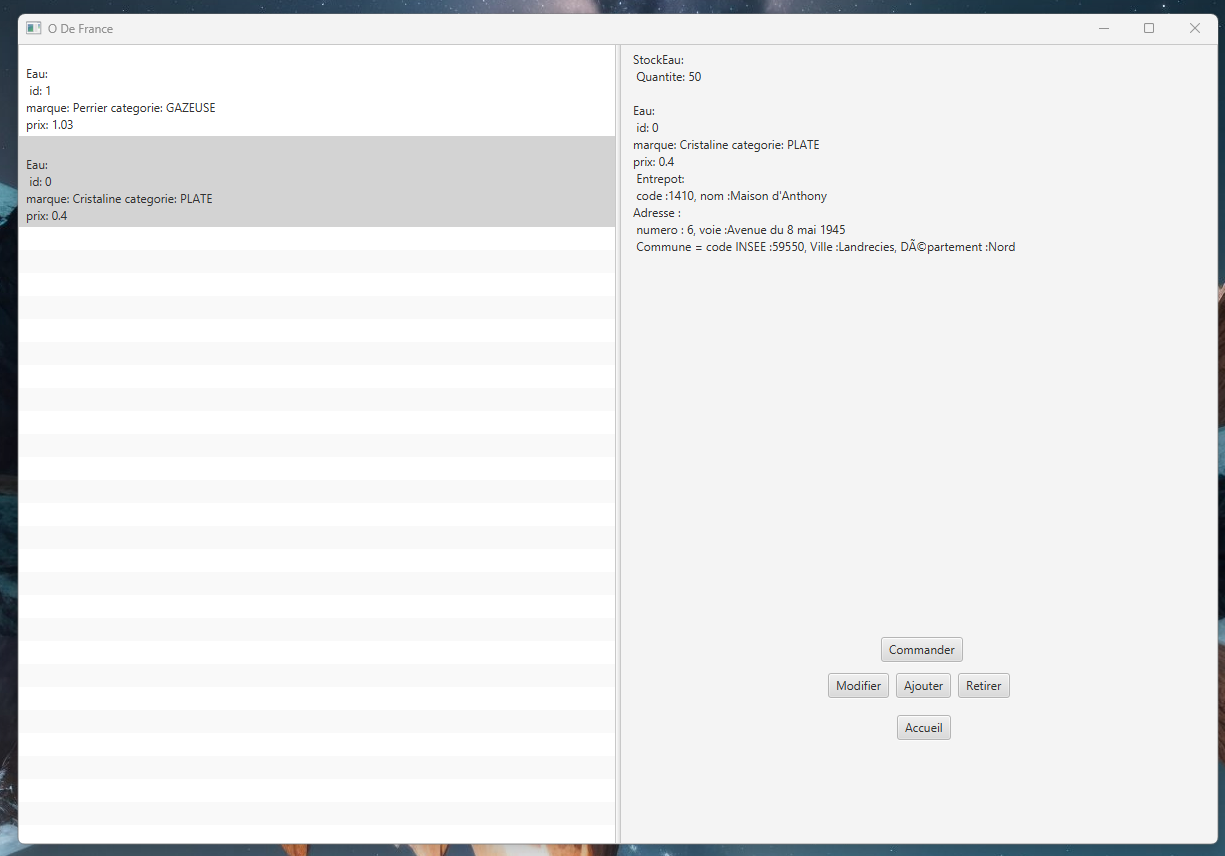 O De France
Eau:
id: 1
marque: Perrier categorie: GAZEUSE
prix: 1.03
Eau:
id: 0
marque: Cristaline categorie: PLATE
prix: 0.4
StockEau:
Quantite: 50
Eau:
id: 0
marque: Cristaline categorie: PLATE
prix: 0.4
Entrepot:
code :1410, nom :Maison d'Anthony
Adresse :
numero : 6, voie :Avenue du 8 mai 1945
Commune = code INSEE :59550, Ville :Landrecies, DÃ©partement :Nord
Commander
Modifier Ajouter Retirer
Accueil